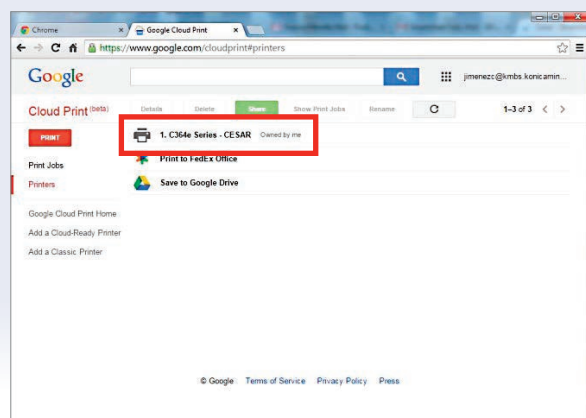 Chrome
Google Cloud Print
https://www.google.com/cloudprint#printers
Google
jimenezc@kmbs.konicamin...
Cloud Print (beta)
Details Delete Share Show Print Jobs Rename 1–3 of 3
PRINT
1. C364e Series - CESAR Owned by me
Print to FedEx Office
Print Jobs
Printers
Save to Google Drive
Google Cloud Print Home
Add a Cloud-Ready Printer
Add a Classic Printer
© Google Terms of Service Privacy Policy Press